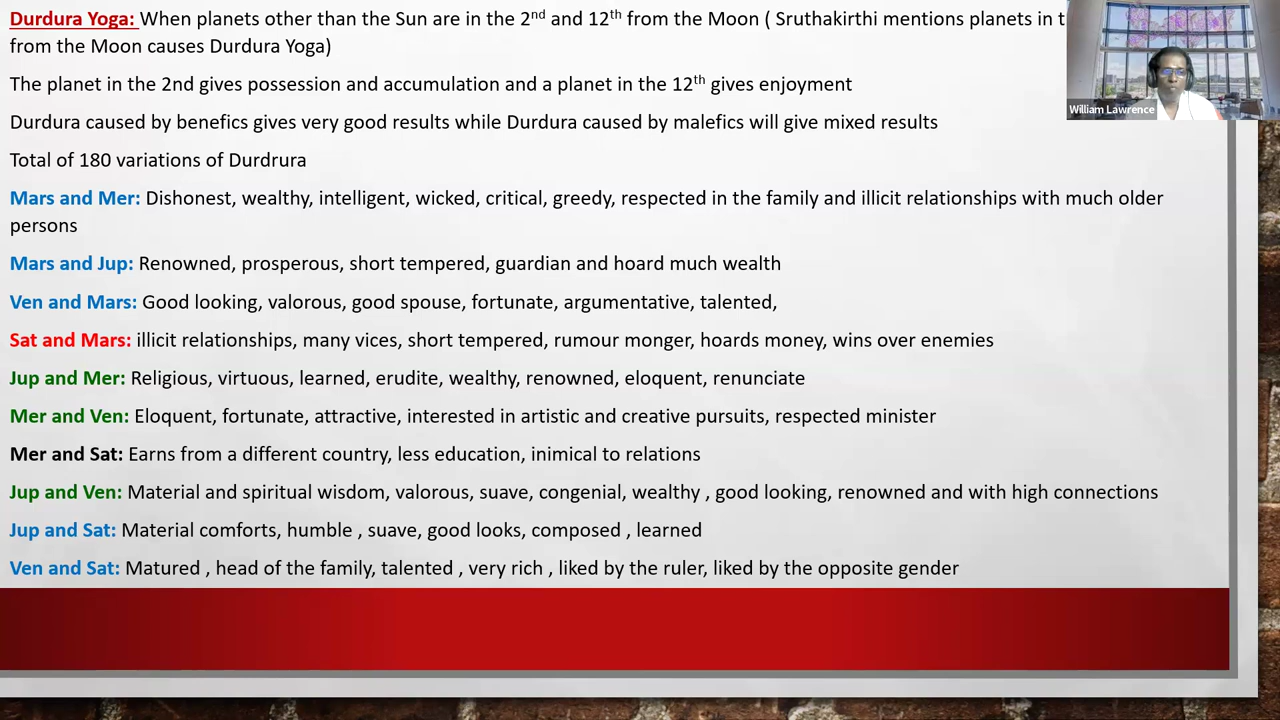 Durdura Yoga: When planets other than the Sun are in the 2nd and 12th from the Moon ( Sruthakirthi mentions planets in
from the Moon causes Durdura Yoga)
The planet in the 2nd gives possession and accumulation and a planet in the 12th gives enjoyment
William Lawrence
Durdura caused by benefics gives very good results while Durdura caused by malefics will give mixed results
Total of 180 variations of Durdrura
Mars and Mer: Dishonest, wealthy, intelligent, wicked, critical, greedy, respected in the family and illicit relationships with much older
persons
Mars and Jup: Renowned, prosperous, short tempered, guardian and hoard much wealth
Ven and Mars: Good looking, valorous, good spouse, fortunate, argumentative, talented,
Sat and Mars: illicit relationships, many vices, short tempered, rumour monger, hoards money, wins over enemies
Jup and Mer: Religious, virtuous, learned, erudite, wealthy, renowned, eloquent, renunciate
Mer and Ven: Eloquent, fortunate, attractive, interested in artistic and creative pursuits, respected minister
Mer and Sat: Earns from a different country, less education, inimical to relations
Jup and Ven: Material and spiritual wisdom, valorous, suave, congenial, wealthy , good looking, renowned and with high connections
Jup and Sat: Material comforts, humble , suave, good looks, composed , learned
Ven and Sat: Matured , head of the family, talented , very rich , liked by the ruler, liked by the opposite gender